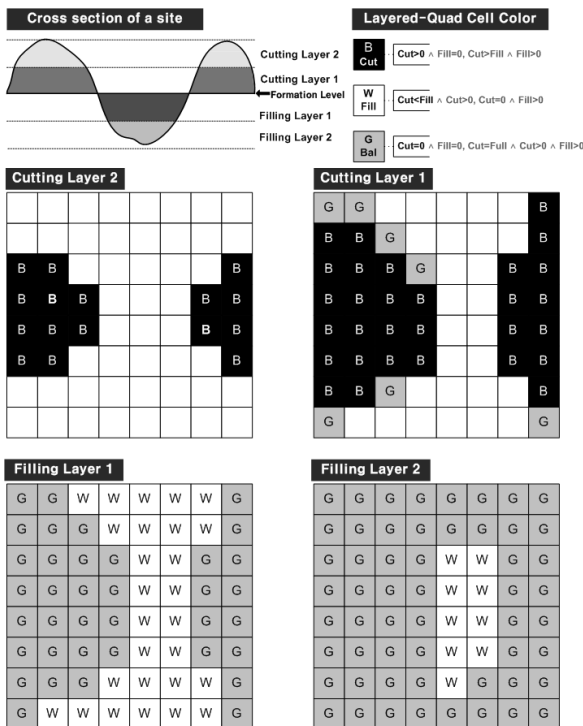 Cross section of a site
Cutting Layer 2
Cutting Layer 1
Formation Level
Filling Layer 1
Filling Layer 2
Layered-Quad Cell Color
B
Cut
Cut>0 ∧ Fill=0, Cut>Fill ∧ Fill>0
W
Fill
Cut<Fill ∧ Cut>0, Cut=0 ∧ Fill>0
G
Bal
Cut=0 ∧ Fill=0, Cut=Full ∧ Cut>0 ∧ Fill>0
Cutting Layer 2
B B B
B B B B B
B B B B B
B B B
Cutting Layer 1
G G B
B B G B
B B B G B B
B B B B B B
B B B B B B
B B B B B B
B B G B
G G
Filling Layer 1
G G W W W W W G
G G G W W W W G
G G G G W W G G
G G G G W W G G
G G G G W W G G
G G G G W W G G
G G G W W W W G
G W W W W W W G
Filling Layer 2
G G G G G G G G
G G G G G G G G
G G G G W W G G
G G G G W W G G
G G G G W W G G
G G G G W W G G
G G G G W G G G
G G G G G G G G